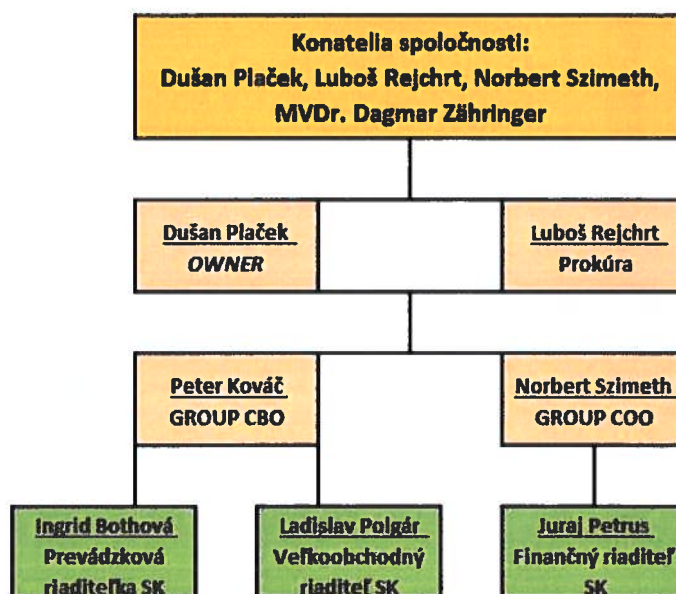 Konatelia spoločnosti:
Dušan Plaček, Luboš Rejchrt, Norbert Szimeth,
MVDr. Dagmar Zähringer
Dušan Plaček
OWNER
Luboš Rejchrt
Prokúra
Peter Kováč
GROUP CBO
Norbert Szimeth
GROUP COO
Ingrid Bothová
Prevádzková
riaditeľka SK
Ladislav Polgár
Veľkoobchodný
riaditeľ SK
Juraj Petrus
Finančný riaditeľ
SK